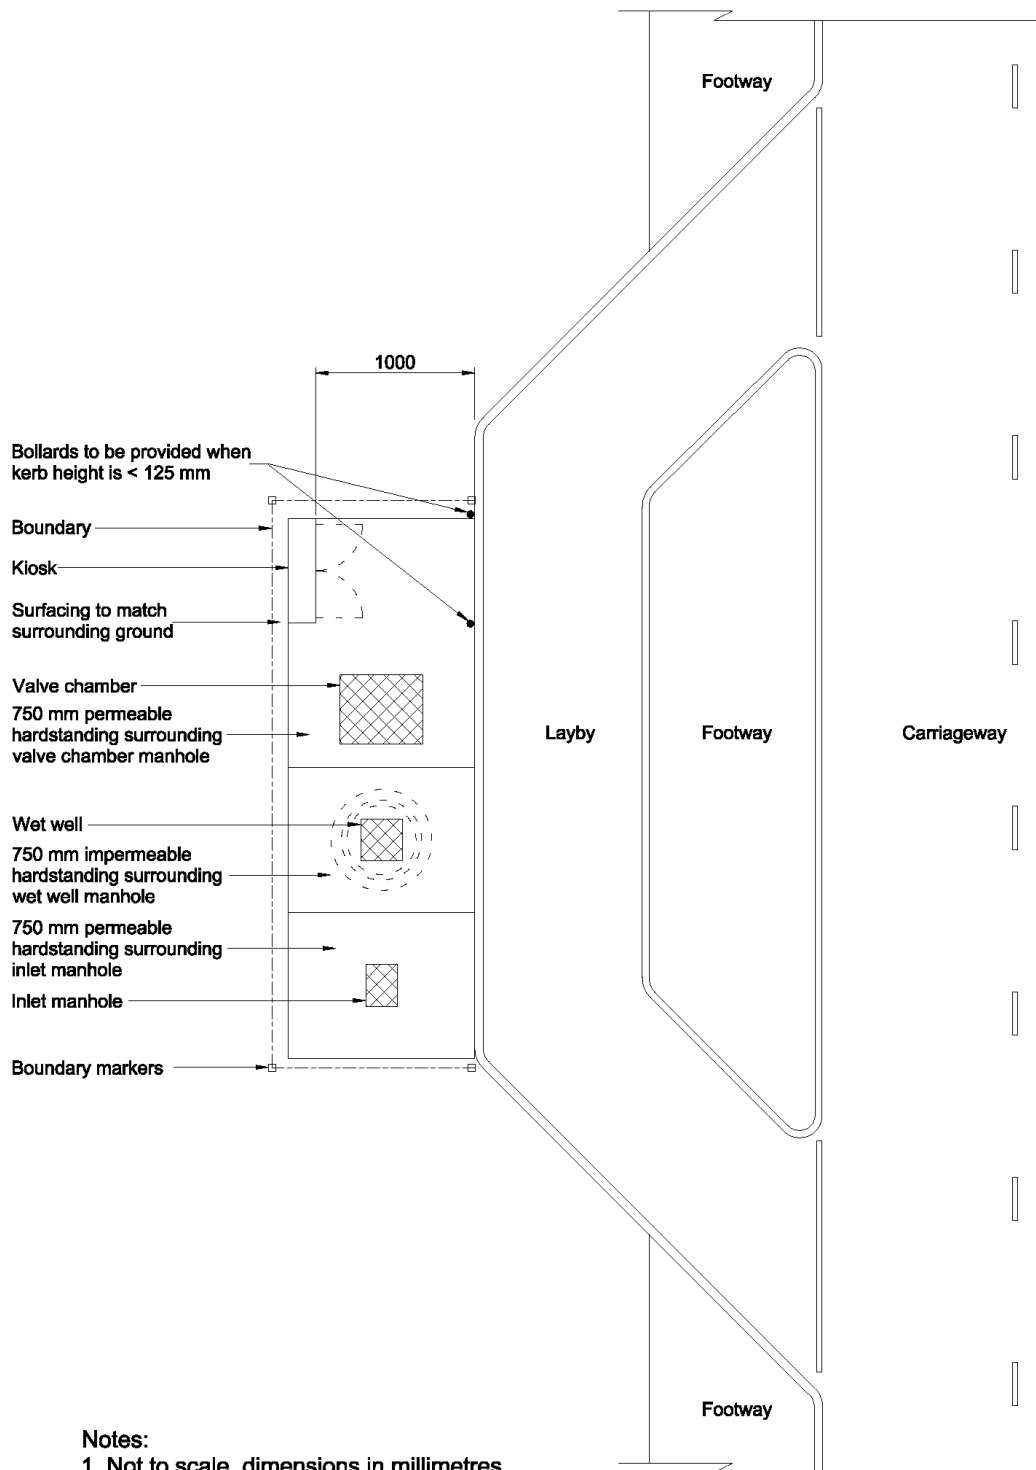 Footway
1000
Bollards to be provided when
kerb height is < 125 mm
Boundary
Kiosk
Surfacing to match
surrounding ground
Valve chamber
750 mm permeable
hardstanding surrounding
valve chamber manhole
Layby
Footway
Carriageway
Wet well
750 mm impermeable
hardstanding surrounding
wet well manhole
750 mm permeable
hardstanding surrounding
inlet manhole
Inlet manhole
Boundary markers
Footway
Notes:
1. Not to scale, dimensions in millimetres